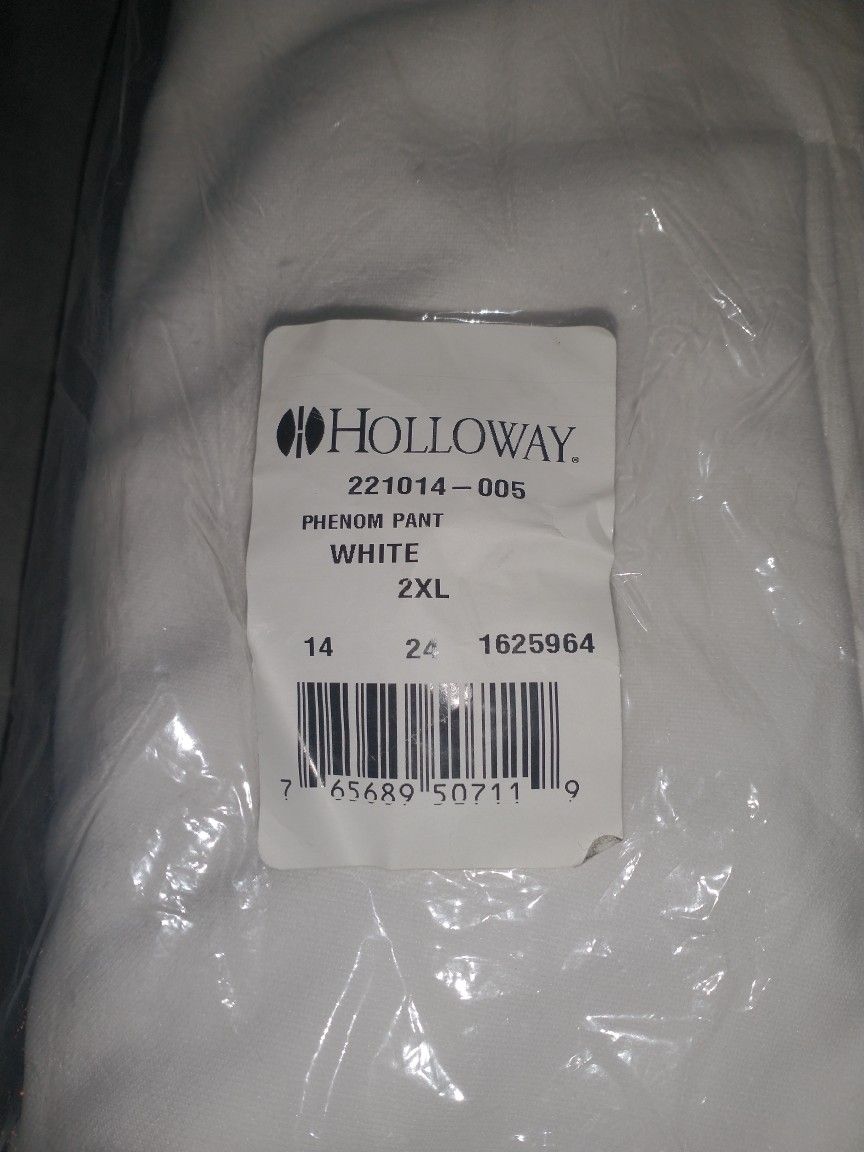 HOLLOWAY®
221014-005
PHENOM PANT
WHITE
2XL
14 24 1625964
7 65689 50711 9